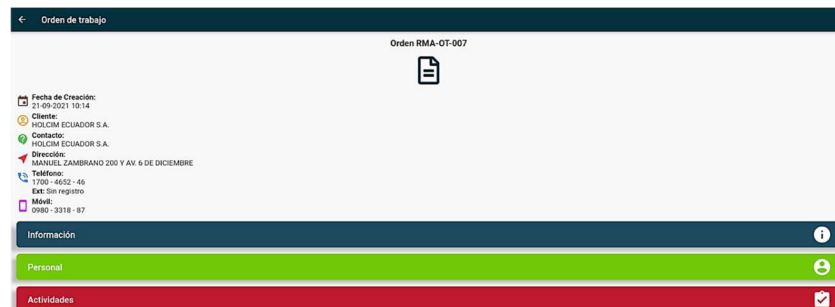 Orden de trabajo
Orden RMA-OT-007
Fecha de Creación:
21-09-2021 10:14
Cliente:
HOLCIM ECUADOR S.A.
Contacto:
HOLCIM ECUADOR S.A.
Dirección:
MANUEL ZAMBRANO 200 Y AV. 6 DE DICIEMBRE
Teléfono:
1700 - 4652 - 46
Ext: Sin registro
Móvil:
0980 - 3318 - 87
Información
Personal
Actividades